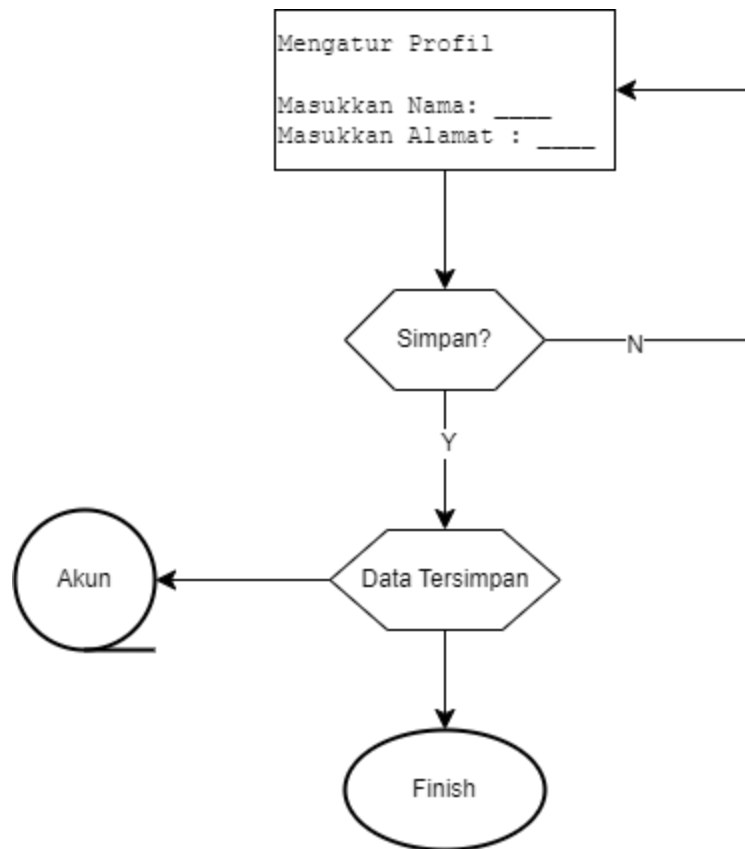 Mengatur Profil
Masukkan Nama: ____
Masukkan Alamat : ____
Simpan?
N
Y
Akun
Data Tersimpan
Finish